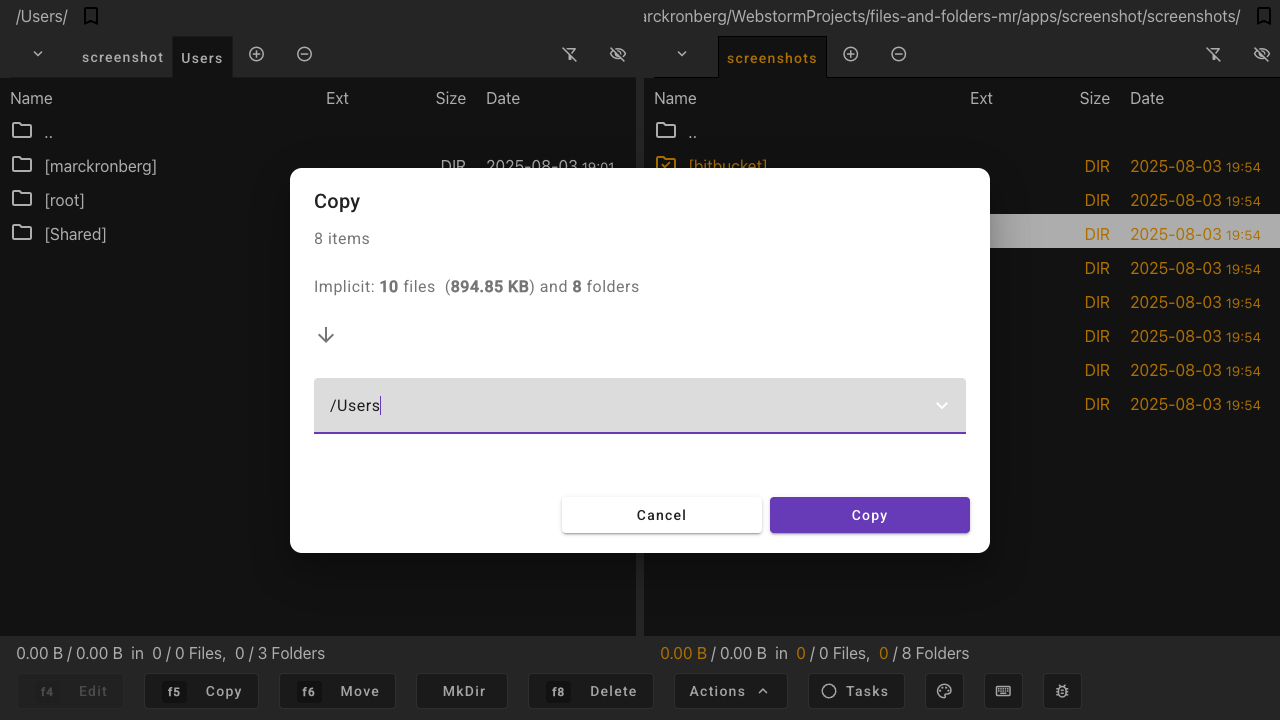 /Users/
rckronberg/WebstormProjects/files-and-folders-mr/apps/screenshot/screenshots/
screenshot
Users
screenshots
Name Ext Size Date
Name Ext Size Date
..
[marckronberg] DIR 2025-08-03 19:01
[root]
[Shared]
..
[bitbucket] DIR 2025-08-03 19:54
DIR 2025-08-03 19:54
DIR 2025-08-03 19:54
DIR 2025-08-03 19:54
DIR 2025-08-03 19:54
DIR 2025-08-03 19:54
DIR 2025-08-03 19:54
DIR 2025-08-03 19:54
Copy
8 items
Implicit: 10 files (894.85 KB) and 8 folders
/Users
Cancel
Copy
0.00 B / 0.00 B in 0 / 0 Files, 0 / 3 Folders
0.00 B / 0.00 B in 0 / 0 Files, 0 / 8 Folders
f4 Edit
f5 Copy
f6 Move
MkDir
f8 Delete
Actions
Tasks